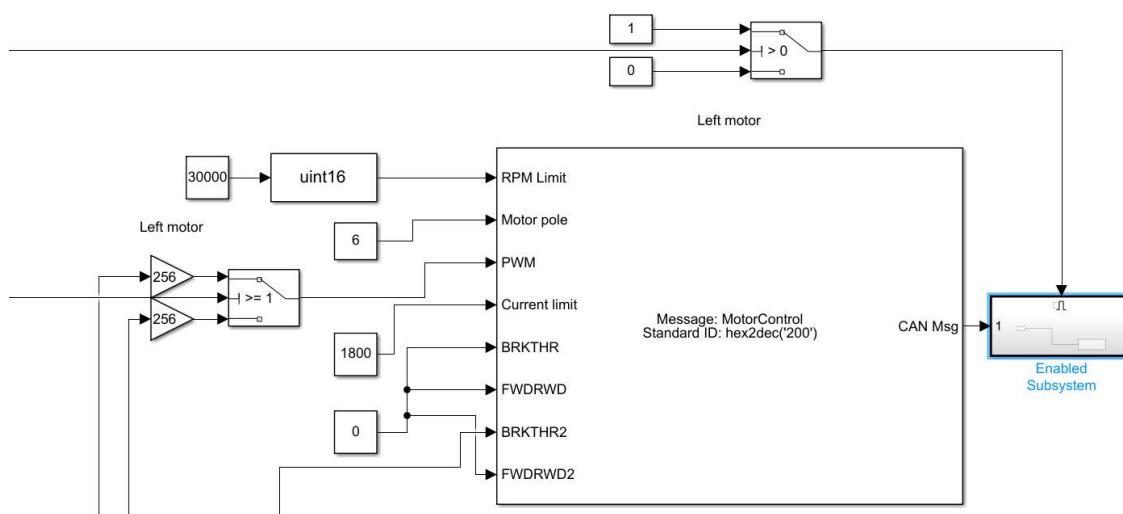 1
> 0
0
Left motor
30000
uint16
RPM Limit
Motor pole
6
Left motor
256
>= 1
256
PWM
Current limit
1800
BRKTHR
FWDRWD
0
BRKTHR2
FWDRWD2
Message: MotorControl
Standard ID: hex2dec('200')
CAN Msg
1
Enabled
Subsystem